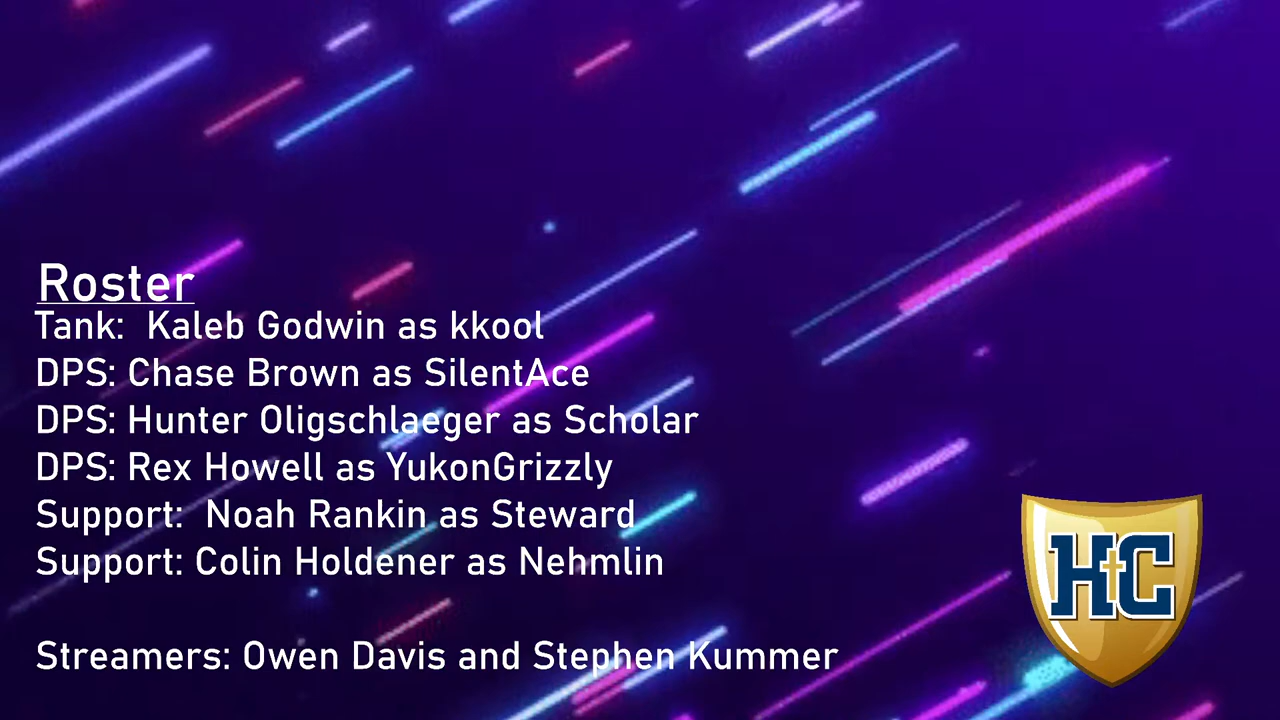 Roster
Tank:  Kaleb Godwin as kkool
DPS: Chase Brown as SilentAce
DPS: Hunter Oligschlaeger as Scholar
DPS: Rex Howell as YukonGrizzly
Support:  Noah Rankin as Steward
Support: Colin Holdener as Nehmlin
Streamers: Owen Davis and Stephen Kummer
HC